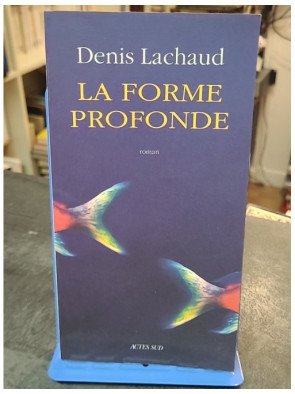 Denis Lachaud
LA FORME
PROFONDE
roman
ACTES SUD